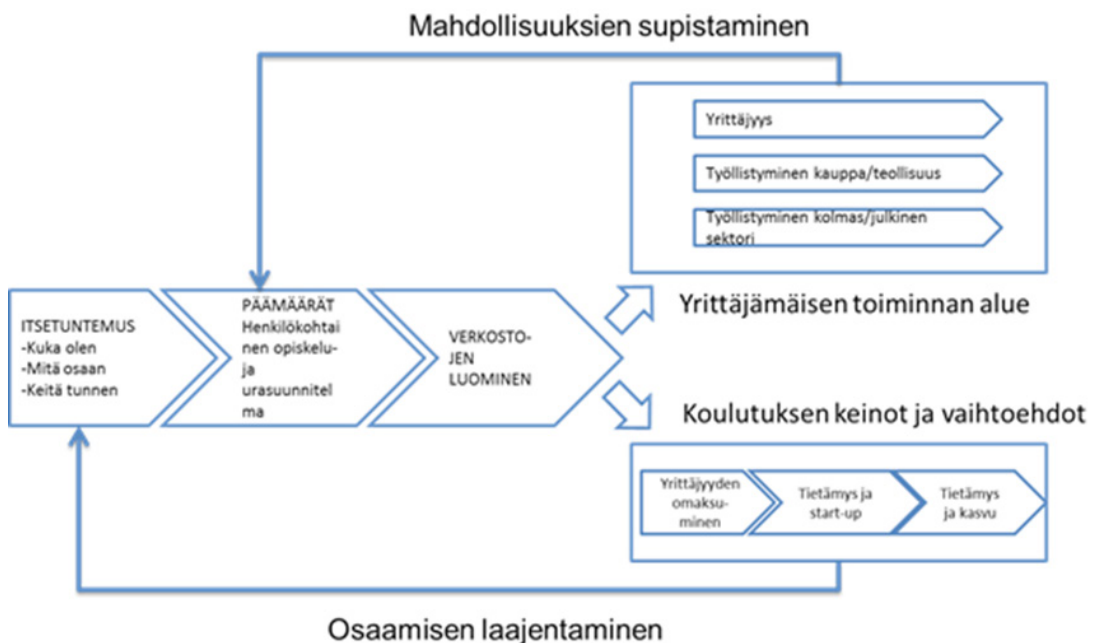 Mahdollisuuksien supistaminen
Yrittäjyys
Työllistyminen kauppa/teollisuus
Työllistyminen kolmas/julkinen
sektori
Yrittäjämäisen toiminnan alue
ITSETUNTEMUS
-Kuka olen
-Mitä osaan
-Keitä tunnen
PÄÄMÄÄRÄT
Henkilökohtai
nen opiskelu-
ja
urasuunnitel
ma
VERKOSTO-
JEN
LUOMINEN
Koulutuksen keinot ja vaihtoehdot
Yrittäjyyden
omaksu-
minen
Tietämys ja
start-up
Tietämys
ja kasvu
Osaamisen laajentaminen